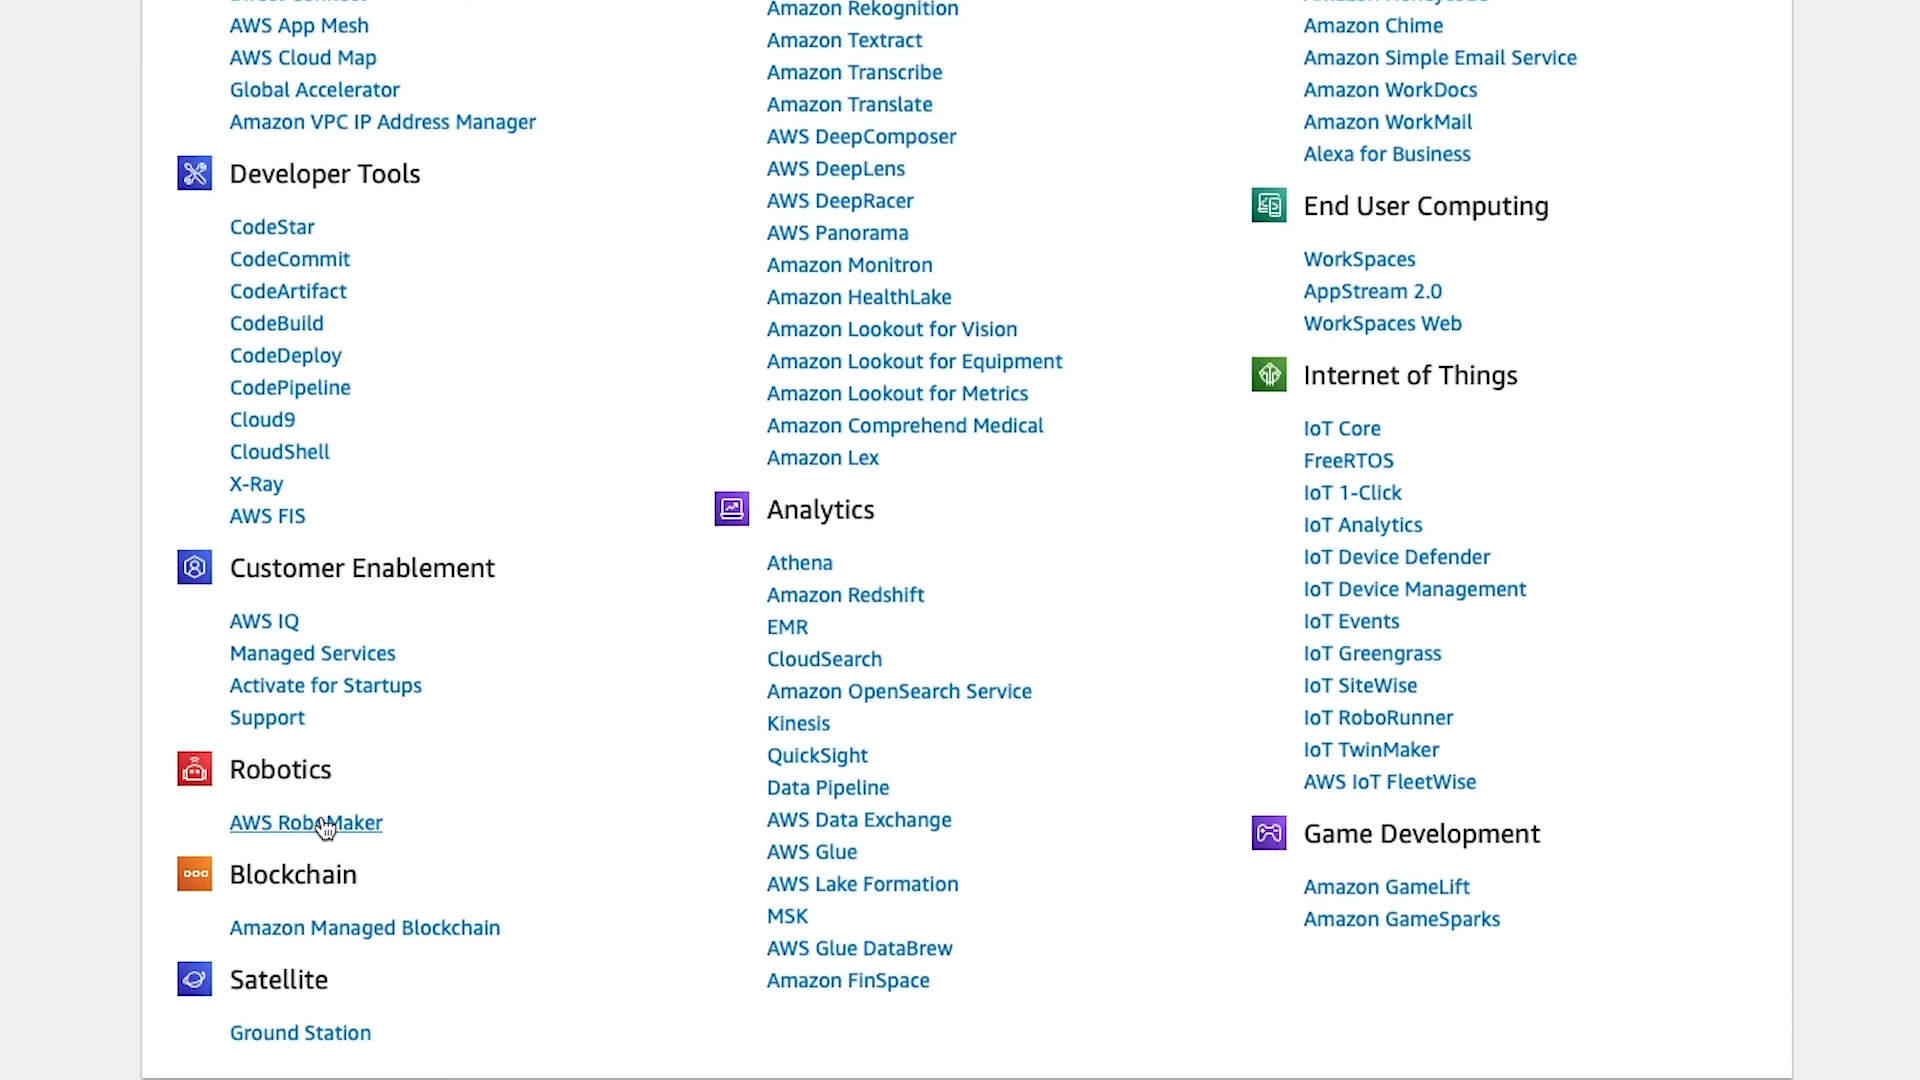 AWS App Mesh
AWS Cloud Map
Global Accelerator
Amazon VPC IP Address Manager
Developer Tools
CodeStar
CodeCommit
CodeArtifact
CodeBuild
CodeDeploy
CodePipeline
Cloud9
CloudShell
X-Ray
AWS FIS
Customer Enablement
AWS IQ
Managed Services
Activate for Startups
Support
Robotics
AWS RoboMaker
Blockchain
Amazon Managed Blockchain
Satellite
Ground Station
Amazon Rekognition
Amazon Textract
Amazon Transcribe
Amazon Translate
AWS DeepComposer
AWS DeepLens
AWS DeepRacer
AWS Panorama
Amazon Monitron
Amazon HealthLake
Amazon Lookout for Vision
Amazon Lookout for Equipment
Amazon Lookout for Metrics
Amazon Comprehend Medical
Amazon Lex
Analytics
Athena
Amazon Redshift
EMR
CloudSearch
Amazon OpenSearch Service
Kinesis
QuickSight
Data Pipeline
AWS Data Exchange
AWS Glue
AWS Lake Formation
MSK
AWS Glue DataBrew
Amazon FinSpace
Amazon Chime
Amazon Simple Email Service
Amazon WorkDocs
Amazon WorkMail
Alexa for Business
End User Computing
WorkSpaces
AppStream 2.0
WorkSpaces Web
Internet of Things
IoT Core
FreeRTOS
IoT 1-Click
IoT Analytics
IoT Device Defender
IoT Device Management
IoT Events
IoT Greengrass
IoT SiteWise
IoT RoboRunner
IoT TwinMaker
AWS IoT FleetWise
Game Development
Amazon GameLift
Amazon GameSparks